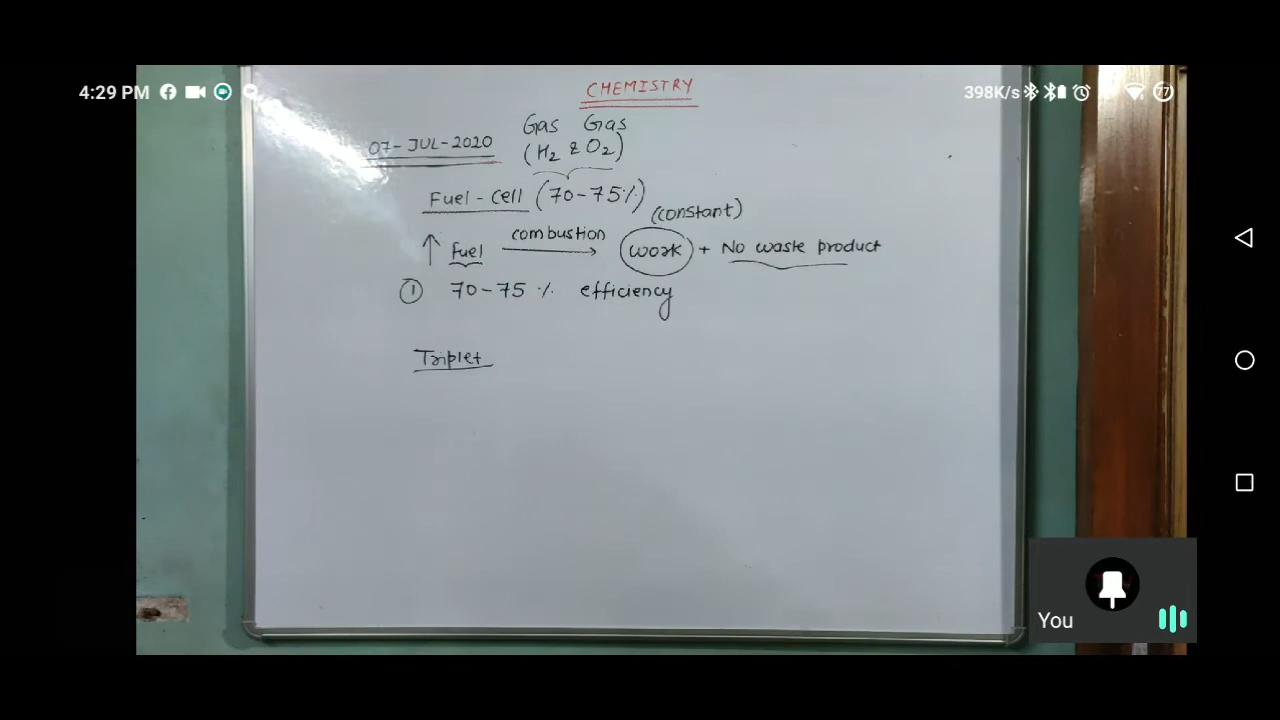 4:29 PM
398K/s
77
CHEMISTRY
07-JUL-2020
Gas Gas
(H2 & O2)
Fuel-Cell (70-75%)
(constant)
↑ Fuel combustion → work + No waste product
① 70-75 % efficiency
Triplet
You